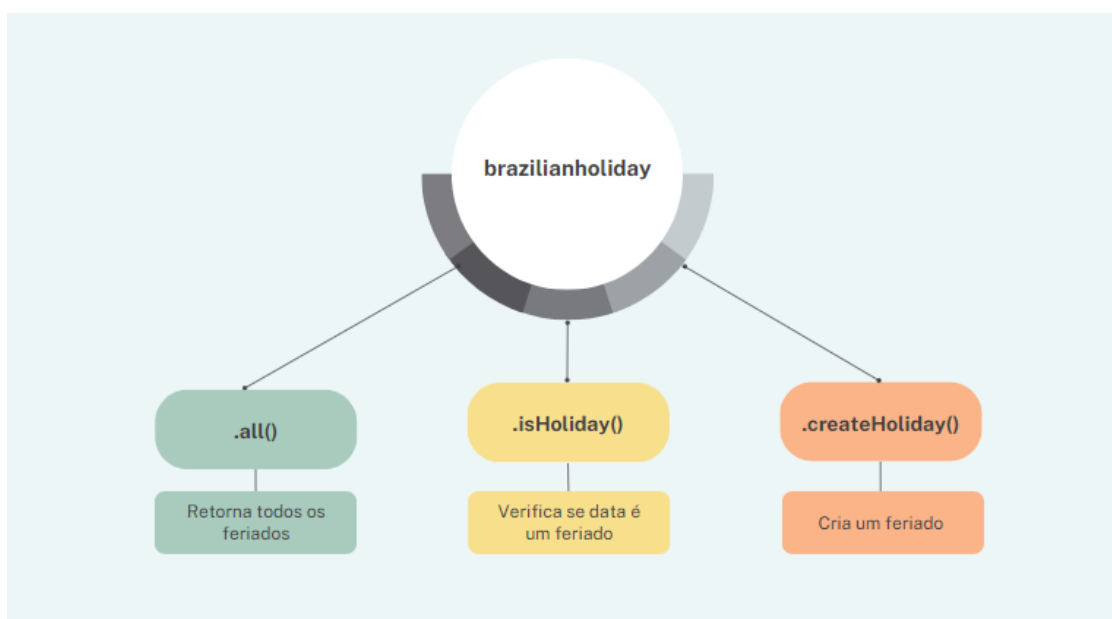 brazilianholiday
.all()
.isHoliday()
.createHoliday()
Retorna todos os
feriados
Verifica se data é
um feriado
Cria um feriado